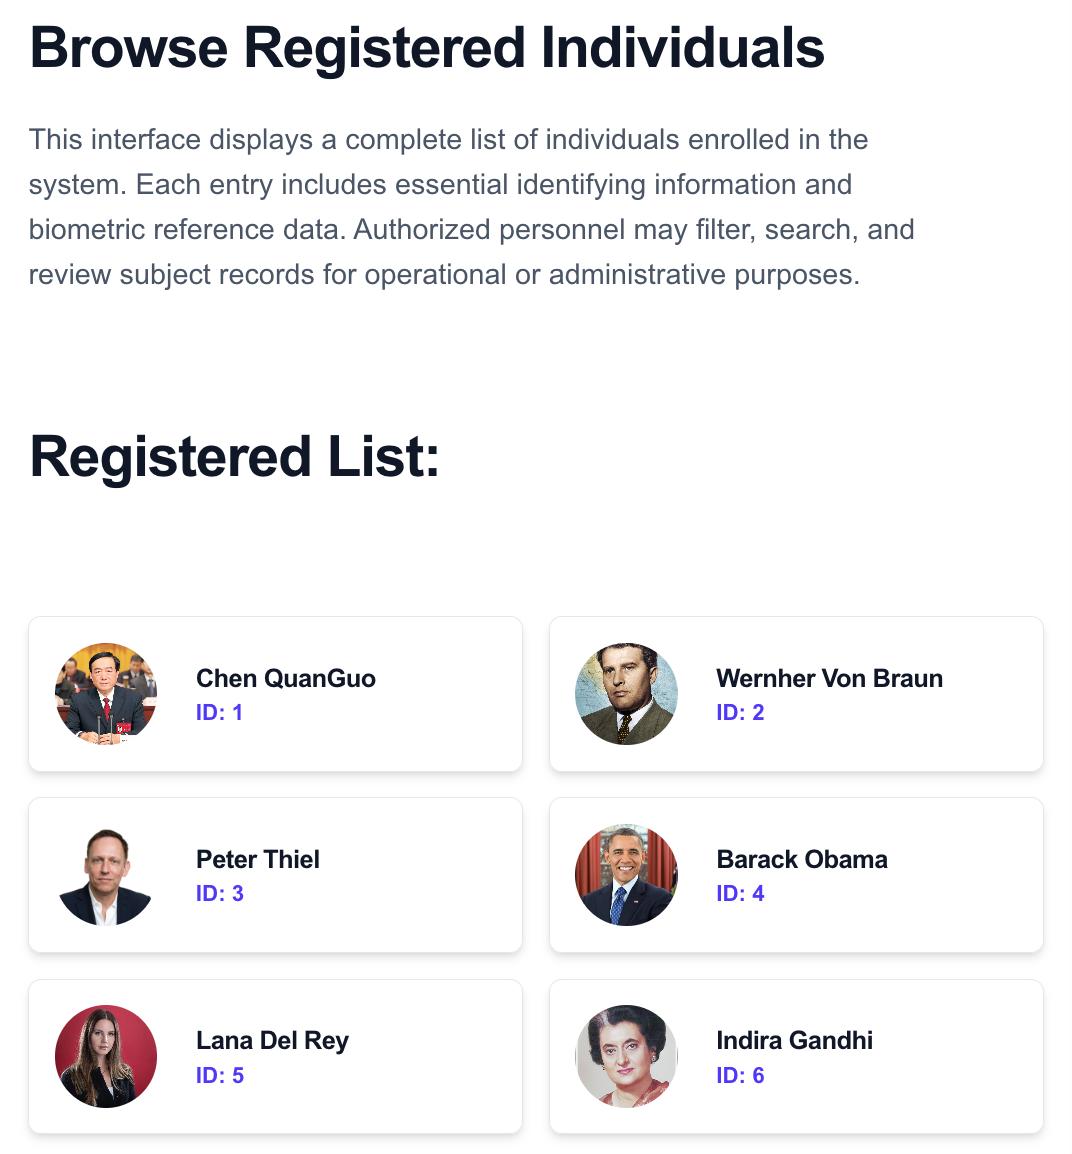 Browse Registered Individuals
This interface displays a complete list of individuals enrolled in the
system. Each entry includes essential identifying information and
biometric reference data. Authorized personnel may filter, search, and
review subject records for operational or administrative purposes.
Registered List:
Chen QuanGuo
ID: 1
Wernher Von Braun
ID: 2
Peter Thiel
ID: 3
Barack Obama
ID: 4
Lana Del Rey
ID: 5
Indira Gandhi
ID: 6